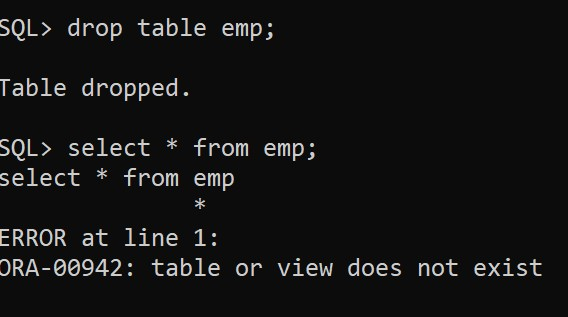 SQL> drop table emp;
Table dropped.
SQL> select * from emp;
select * from emp
*
ERROR at line 1:
ORA-00942: table or view does not exist